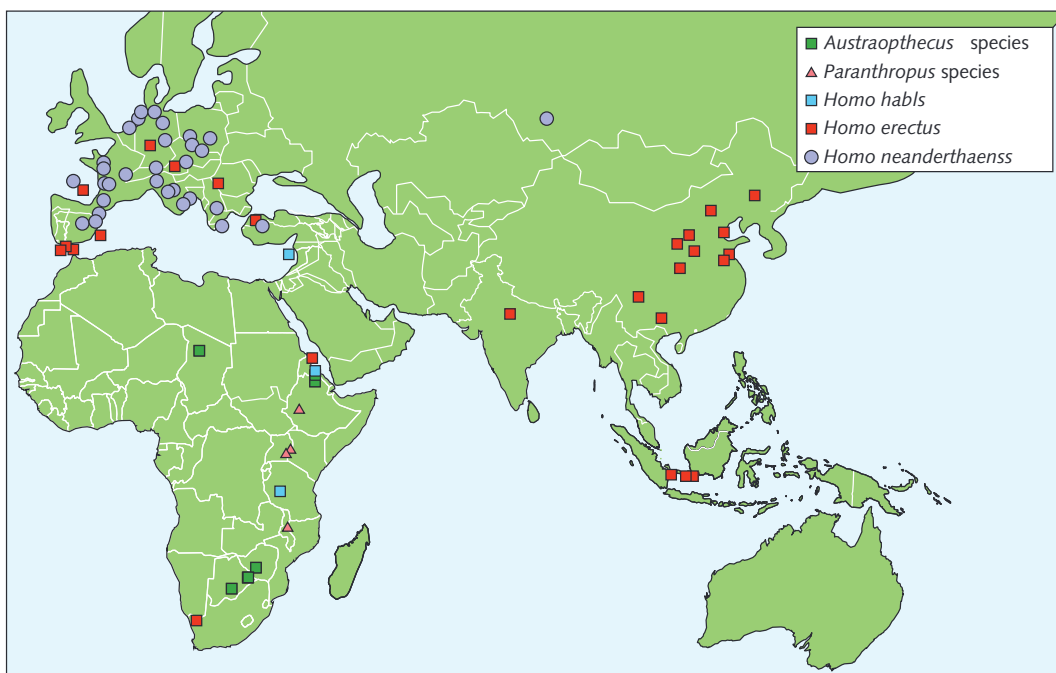 Austraopthecus species
Paranthropus species
Homo habls
Homo erectus
Homo neanderthaenss